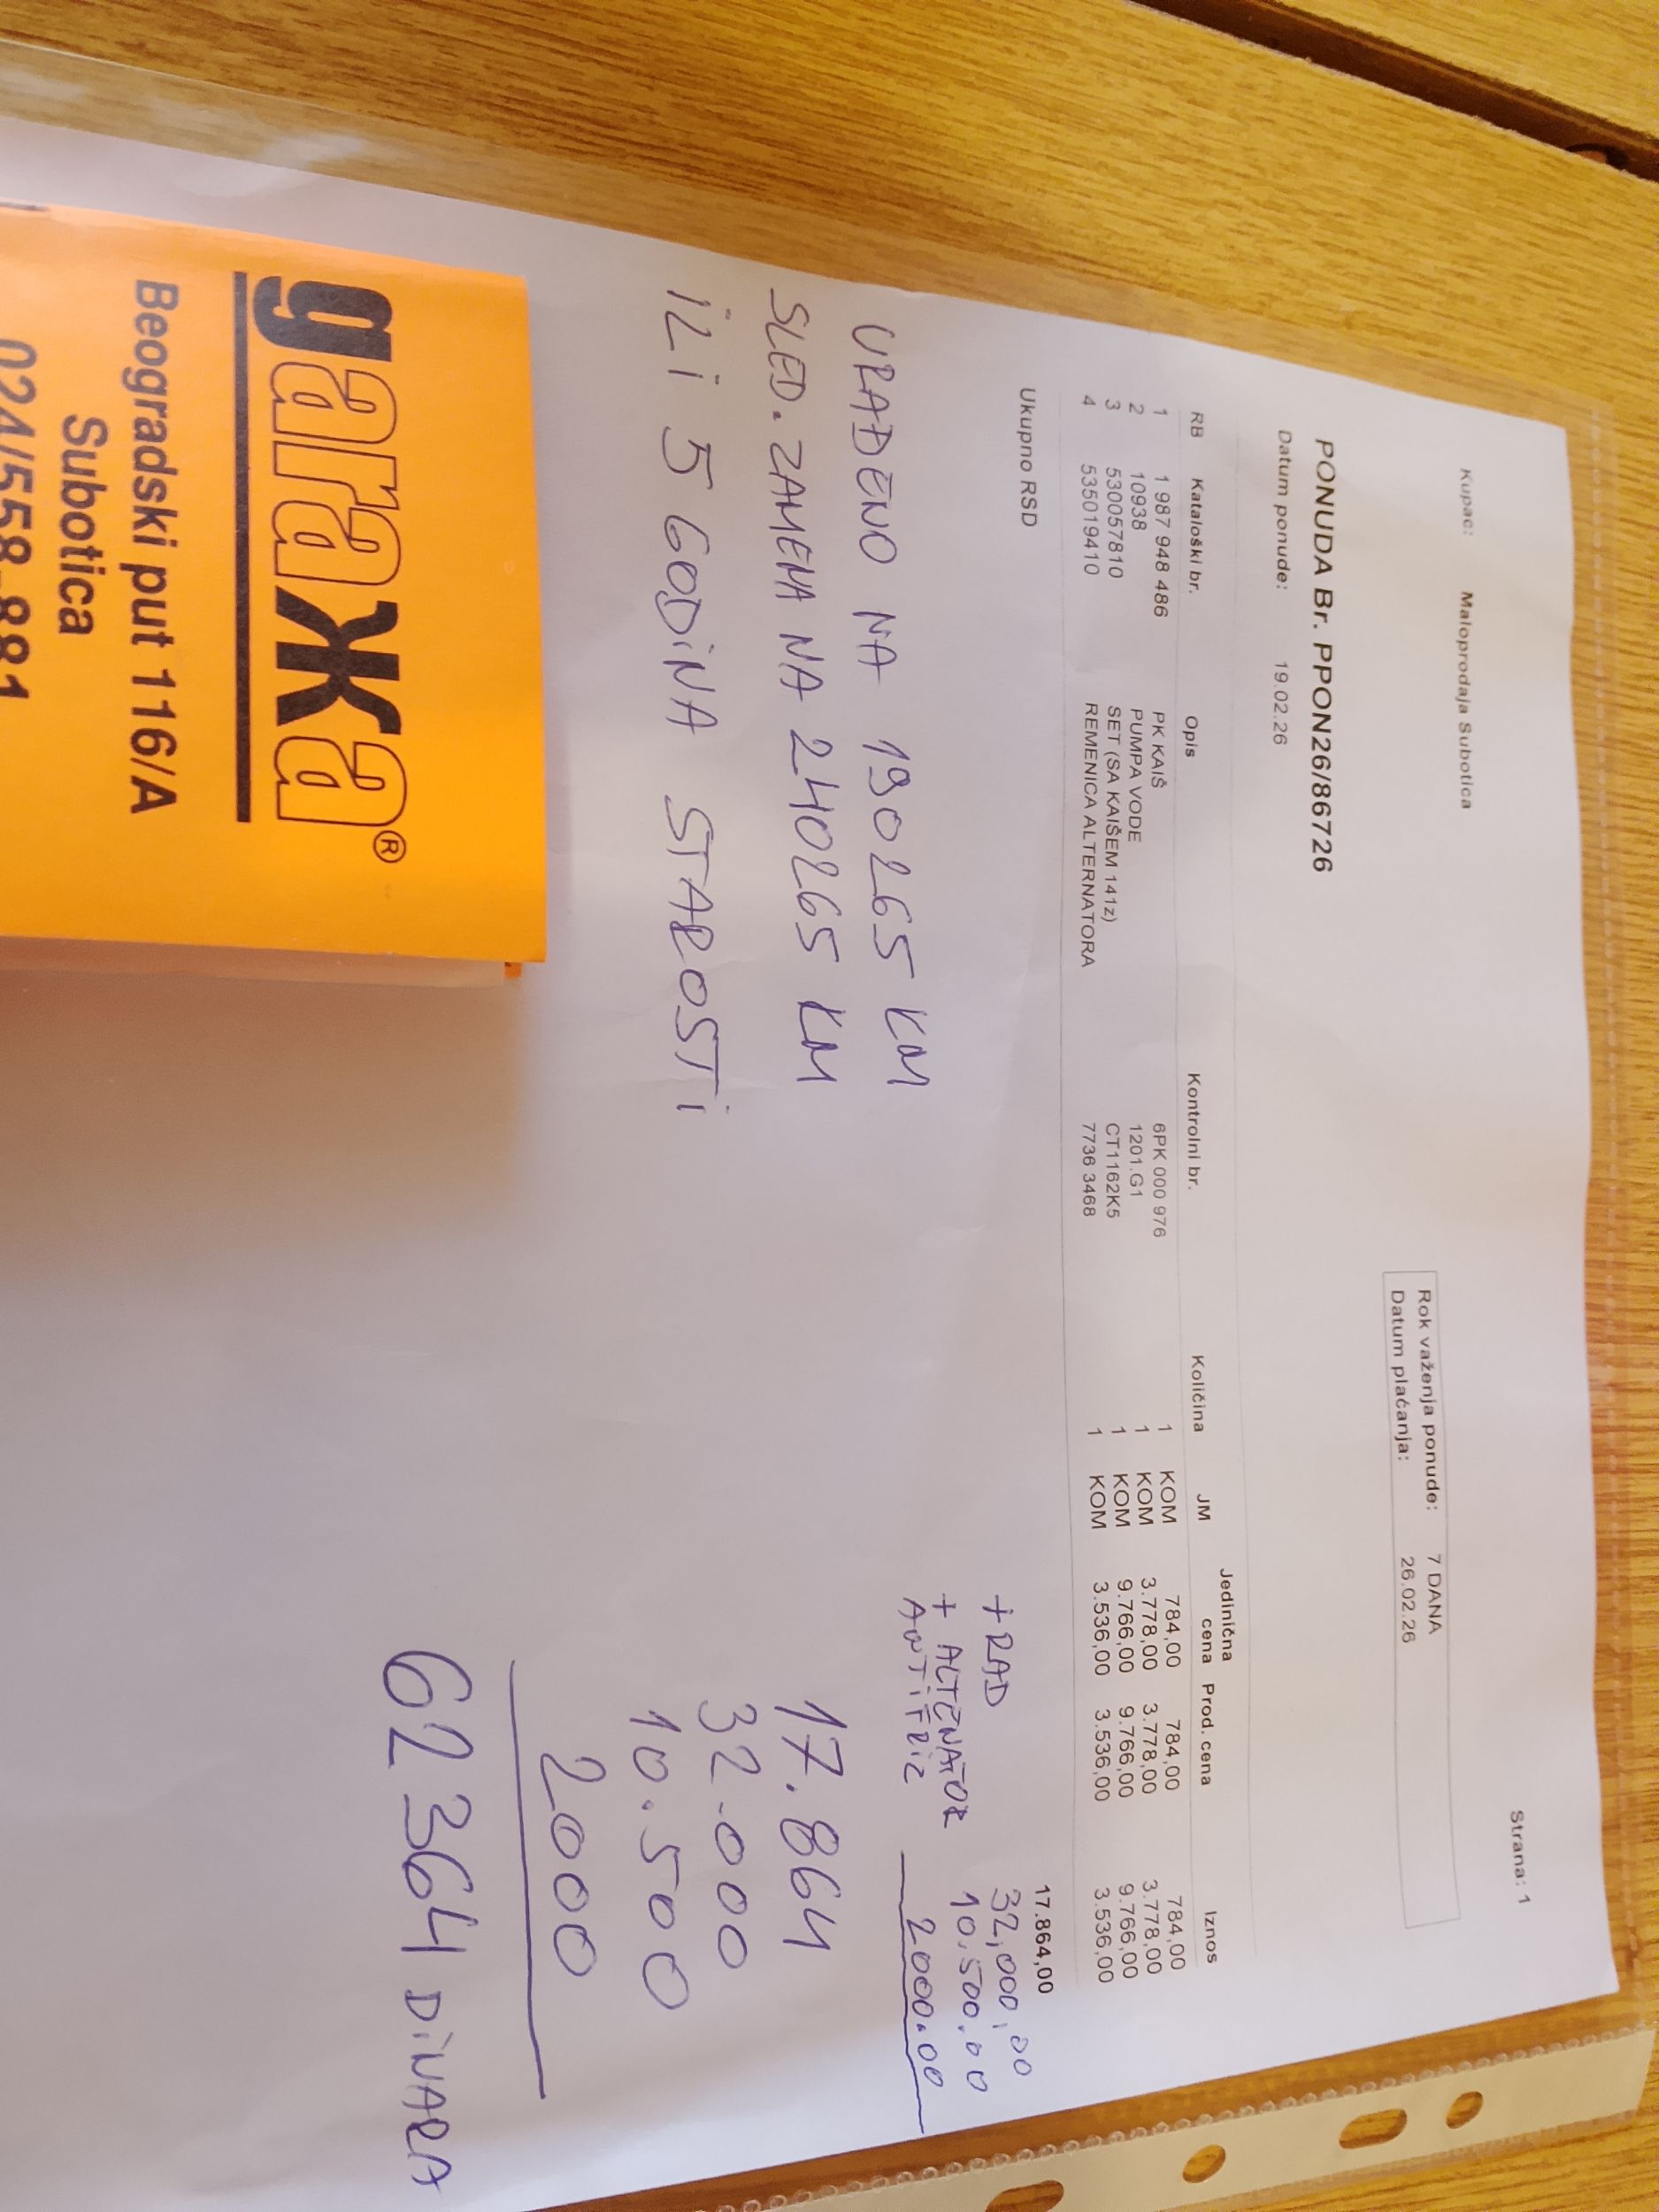 Strana: 1
Kupac: Maloprodaja Subotica
Rok važenja ponude: 7 DANA
Datum plaćanja: 26.02.26
PONUDA Br. PPON26/86726
Datum ponude: 19.02.26
RB Kataloški br. Opis Kontrolni br. Količina JM Jedinična cena Prod. cena Iznos
1 1 987 948 486 PK KAIŠ 6PK 000 976 1 KOM 784,00 784,00 784,00
2 10938 PUMPA VODE 1201.G1 1 KOM 3.778,00 3.778,00 3.778,00
3 530057810 SET (SA KAIŠEM 141z) CT1162K5 1 KOM 9.766,00 9.766,00 9.766,00
4 535019410 REMENICA ALTERNATORA 7736 3468 1 KOM 3.536,00 3.536,00 3.536,00
Ukupno RSD 17.864,00
+ RAD 32,000,00
+ ALTENATOR 10.500.00
ANTIFRIZ 2000.00
URAĐENO NA 190265 KM
SLED. ZAMENA NA 240265 KM
ILI 5 GODINA STAROSTI
17.864
32.000
10.500
2000
62364 DINARA
garaжa®
Beogradski put 116/A
Subotica
024/558-881